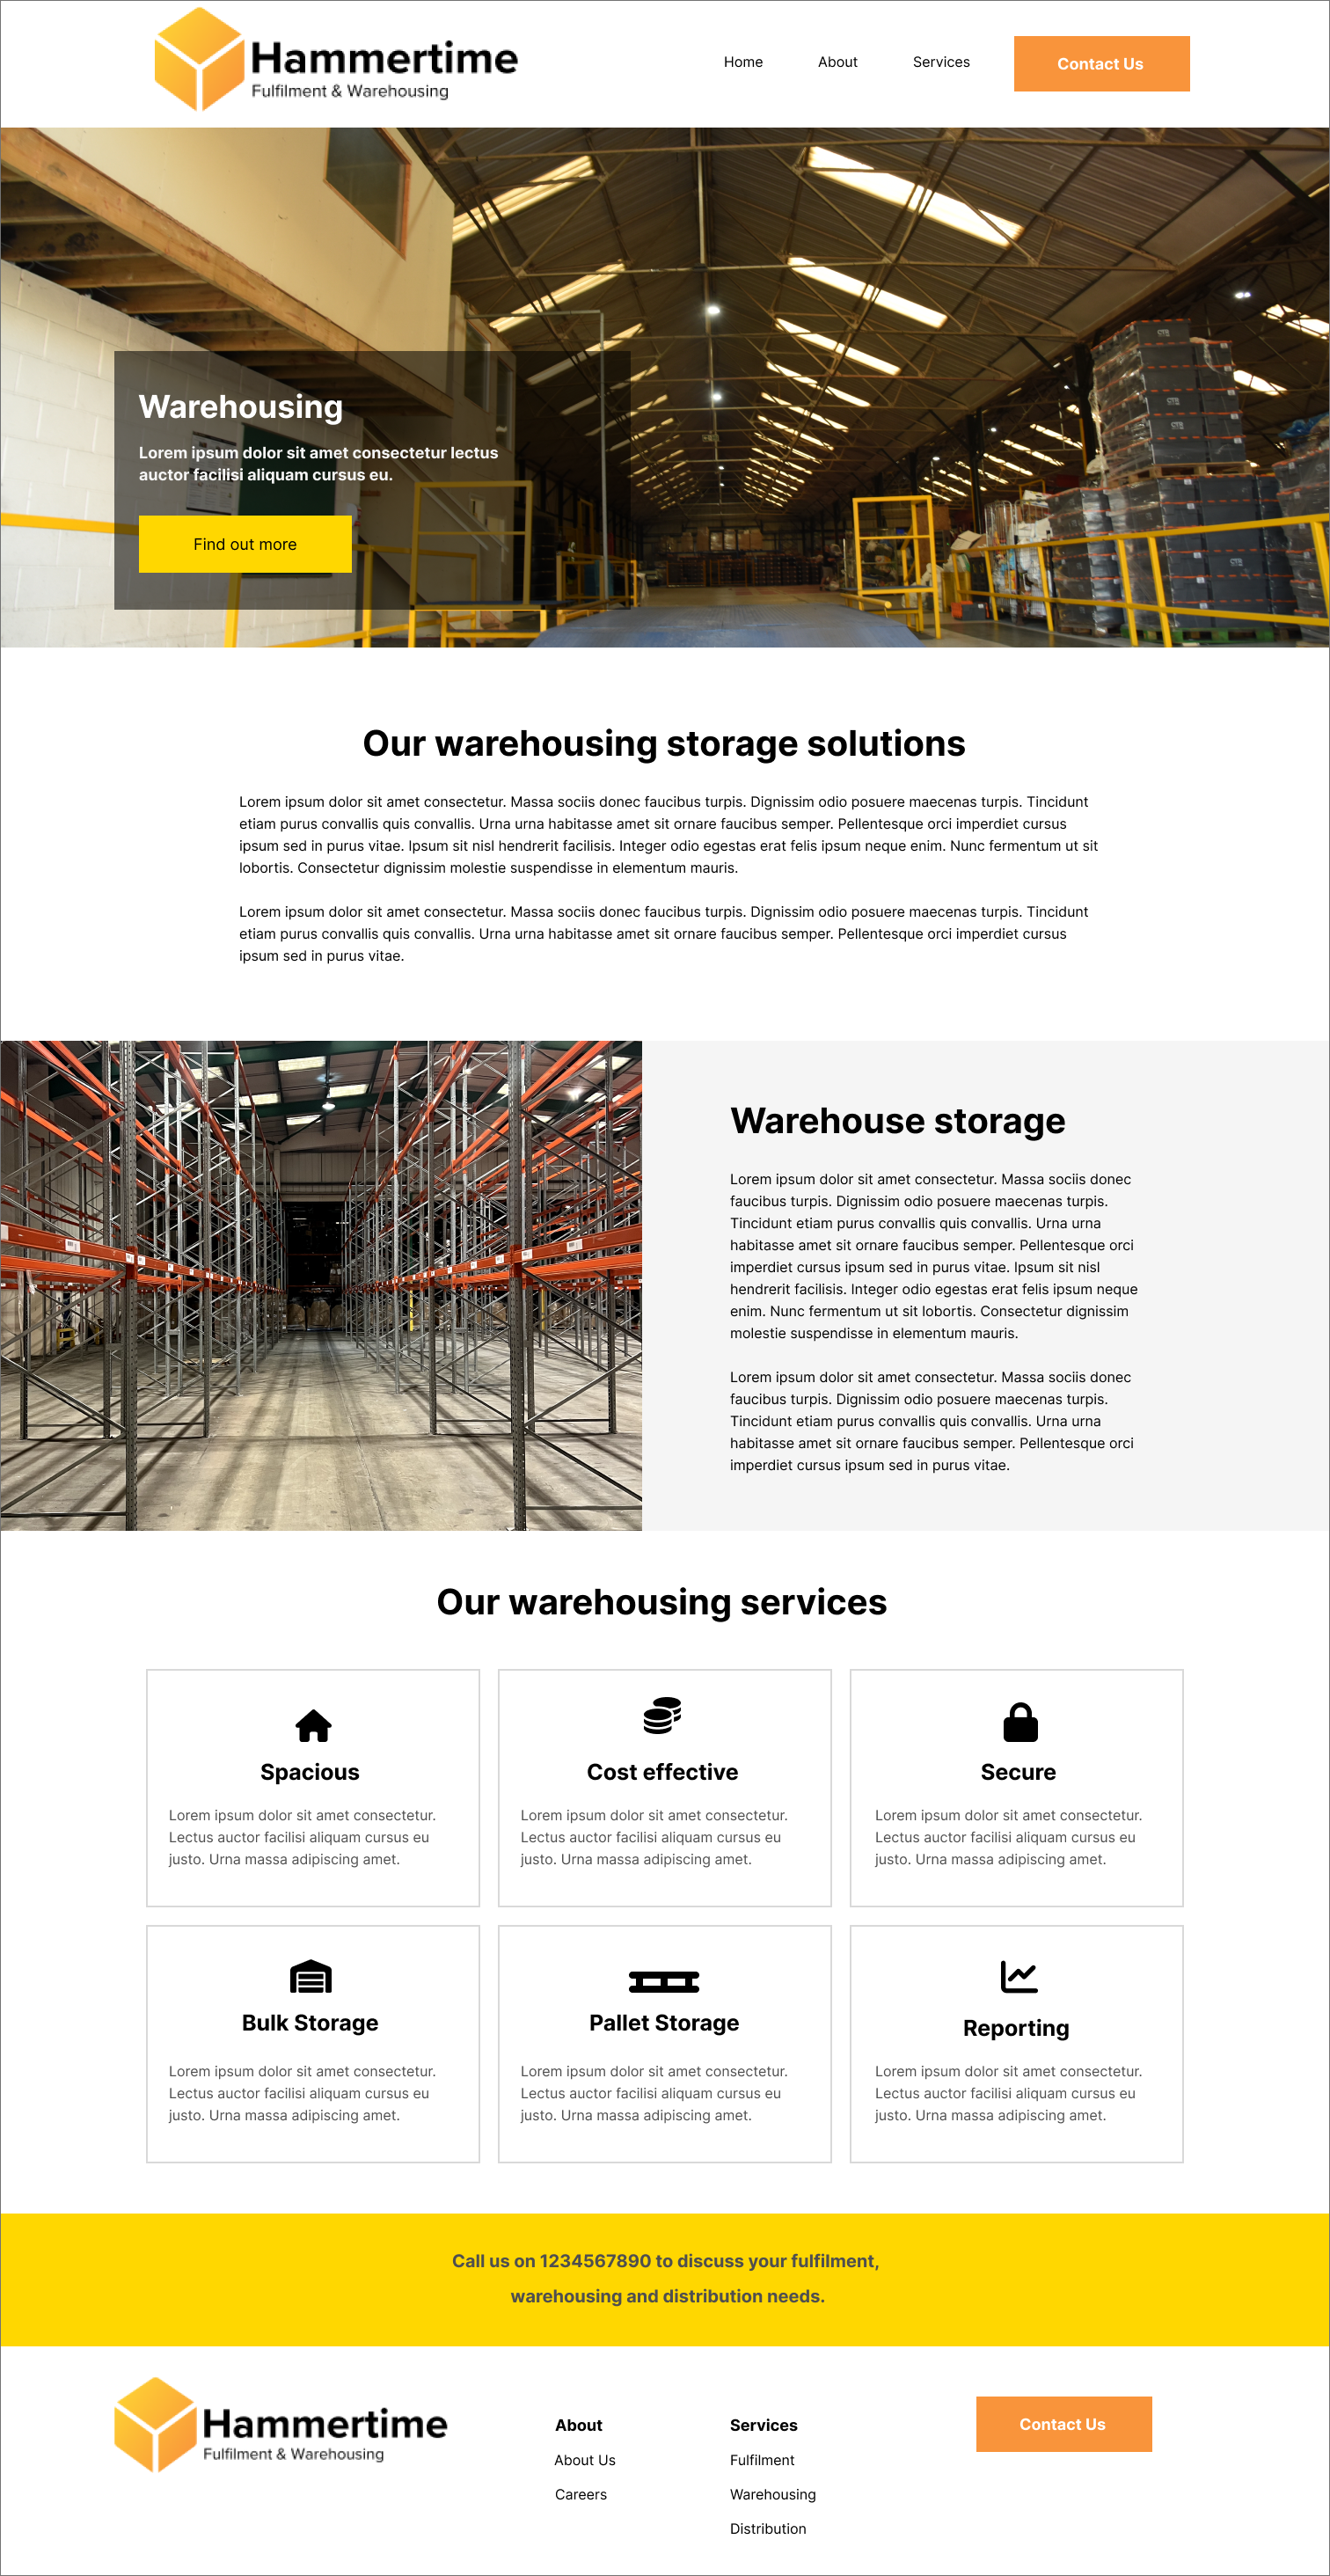 Hammertime
Fulfilment & Warehousing
Home
About
Services
Contact Us
Warehousing
Lorem ipsum dolor sit amet consectetur lectus
auctor facilisi aliquam cursus eu.
Find out more
Our warehousing storage solutions
Lorem ipsum dolor sit amet consectetur. Massa sociis donec faucibus turpis. Dignissim odio posuere maecenas turpis. Tincidunt
etiam purus convallis quis convallis. Urna urna habitasse amet sit ornare faucibus semper. Pellentesque orci imperdiet cursus
ipsum sed in purus vitae. Ipsum sit nisl hendrerit facilisis. Integer odio egestas erat felis ipsum neque enim. Nunc fermentum ut sit
lobortis. Consectetur dignissim molestie suspendisse in elementum mauris.
Lorem ipsum dolor sit amet consectetur. Massa sociis donec faucibus turpis. Dignissim odio posuere maecenas turpis. Tincidunt
etiam purus convallis quis convallis. Urna urna habitasse amet sit ornare faucibus semper. Pellentesque orci imperdiet cursus
ipsum sed in purus vitae.
Warehouse storage
Lorem ipsum dolor sit amet consectetur. Massa sociis donec
faucibus turpis. Dignissim odio posuere maecenas turpis.
Tincidunt etiam purus convallis quis convallis. Urna urna
habitasse amet sit ornare faucibus semper. Pellentesque orci
imperdiet cursus ipsum sed in purus vitae. Ipsum sit nisl
hendrerit facilisis. Integer odio egestas erat felis ipsum neque
enim. Nunc fermentum ut sit lobortis. Consectetur dignissim
molestie suspendisse in elementum mauris.
Lorem ipsum dolor sit amet consectetur. Massa sociis donec
faucibus turpis. Dignissim odio posuere maecenas turpis.
Tincidunt etiam purus convallis quis convallis. Urna urna
habitasse amet sit ornare faucibus semper. Pellentesque orci
imperdiet cursus ipsum sed in purus vitae.
Our warehousing services
Spacious
Lorem ipsum dolor sit amet consectetur.
Lectus auctor facilisi aliquam cursus eu
justo. Urna massa adipiscing amet.
Cost effective
Lorem ipsum dolor sit amet consectetur.
Lectus auctor facilisi aliquam cursus eu
justo. Urna massa adipiscing amet.
Secure
Lorem ipsum dolor sit amet consectetur.
Lectus auctor facilisi aliquam cursus eu
justo. Urna massa adipiscing amet.
Bulk Storage
Lorem ipsum dolor sit amet consectetur.
Lectus auctor facilisi aliquam cursus eu
justo. Urna massa adipiscing amet.
Pallet Storage
Lorem ipsum dolor sit amet consectetur.
Lectus auctor facilisi aliquam cursus eu
justo. Urna massa adipiscing amet.
Reporting
Lorem ipsum dolor sit amet consectetur.
Lectus auctor facilisi aliquam cursus eu
justo. Urna massa adipiscing amet.
Call us on 1234567890 to discuss your fulfilment,
warehousing and distribution needs.
Hammertime
Fulfilment & Warehousing
About
About Us
Careers
Services
Fulfilment
Warehousing
Distribution
Contact Us